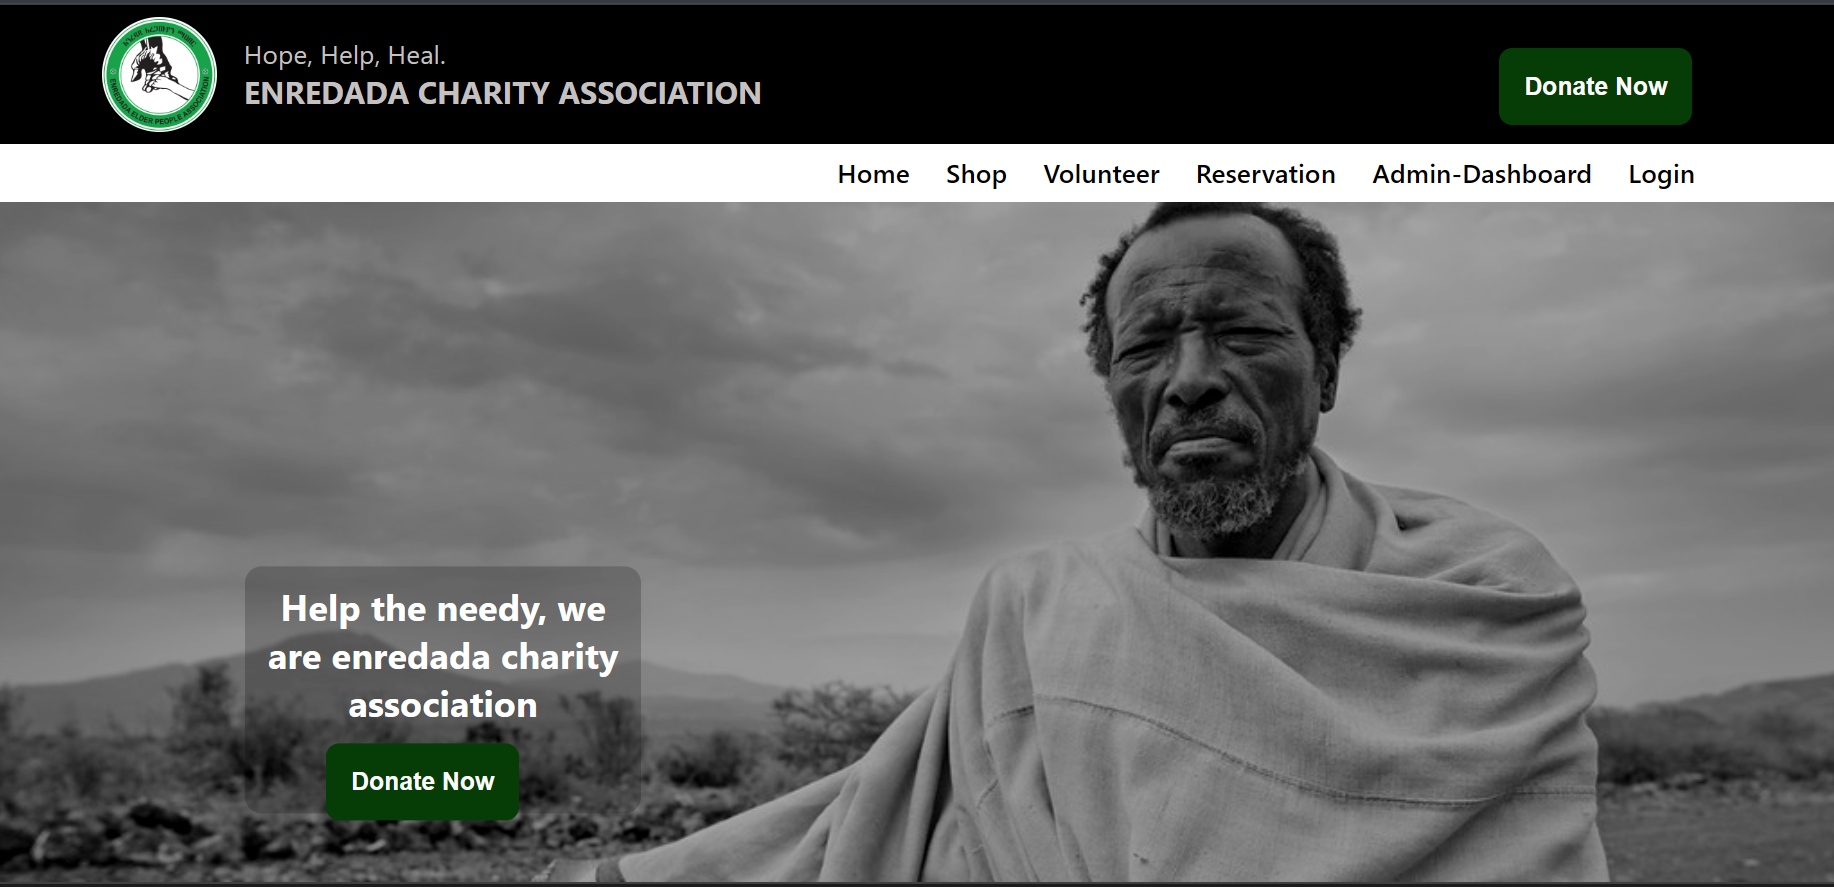 Hope, Help, Heal.
ENREDADA CHARITY ASSOCIATION
ENREDADA ELDER PEOPLE ASSOCIATION
Donate Now
Home Shop Volunteer Reservation Admin-Dashboard Login
Help the needy, we
are enredada charity
association
Donate Now